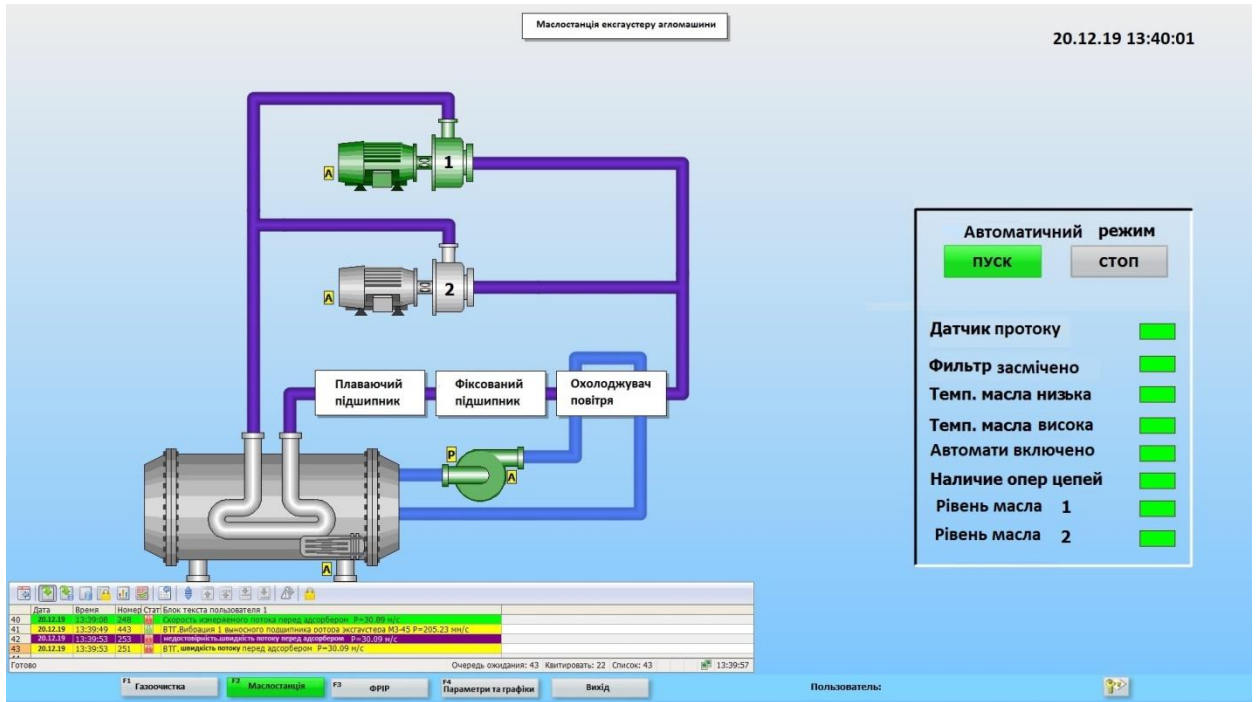 Маслостанція ексгаустеру агломашини
20.12.19 13:40:01
A
1
A
2
Автоматичний режим
ПУСК
СТОП
Датчик протоку
Фильтр засмічено
Темп. масла низька
Темп. масла висока
Автомати включено
Наличие опер цепей
Рівень масла 1
Рівень масла 2
Плаваючий
підшипник
Фіксований
підшипник
Охолоджувач
повітря
P
A
A
Дата Время Номер Стат Блок текста пользователя 1
40 20.12.19 13:39:08 248 Скорость измеряемого потока перед адсорбером P=30.09 м/с
41 20.12.19 13:39:49 443 ВТГ.Вибрация 1 выносного подшипника ротора эксгаустера М3-45 P=205.23 мм/с
42 20.12.19 13:39:53 253 недостовірність.швидкість потоку перед адсорбером P=30.09 м/с
43 20.12.19 13:39:53 251 ВТГ. швидкість потоку перед адсорбером P=30.09 м/с
Готово
Очередь ожидания: 43 Квитировать: 22 Список: 43
13:39:57
F1 Газоочистка
F2 Маслостанція
F3 ФРІР
F4 Параметри та графіки
Вихід
Пользователь: